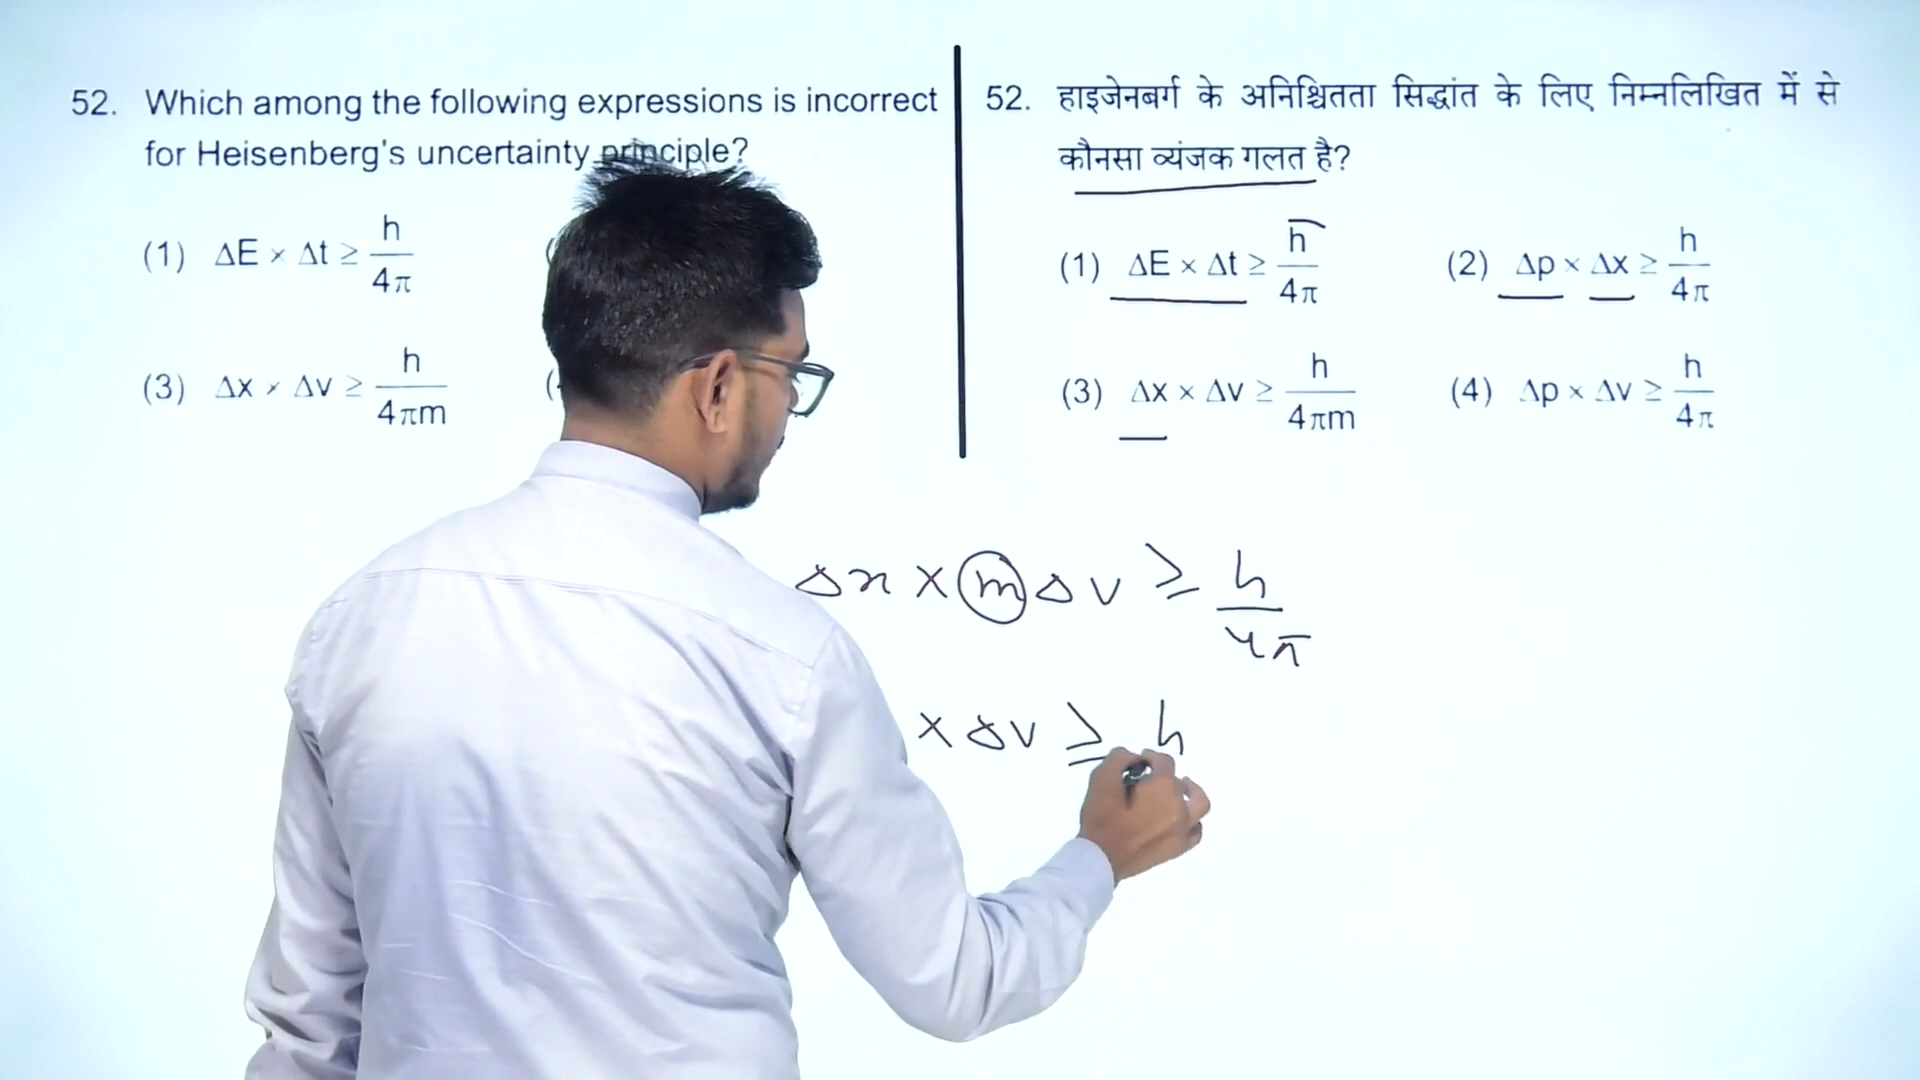 52. Which among the following expressions is incorrect
for Heisenberg's uncertainty principle?
(1) ΔE × Δt ≥ h/4π
(3) Δx × Δv ≥ h/4πm
52. हाइजेनबर्ग के अनिश्चितता सिद्धांत के लिए निम्नलिखित में से
कौनसा व्यंजक गलत है?
(1) ΔE × Δt ≥ h/4π (2) Δp × Δx ≥ h/4π
(3) Δx × Δv ≥ h/4πm (4) Δp × Δv ≥ h/4π
Δx × m Δv ≥ h/4π
× Δv ≥ h